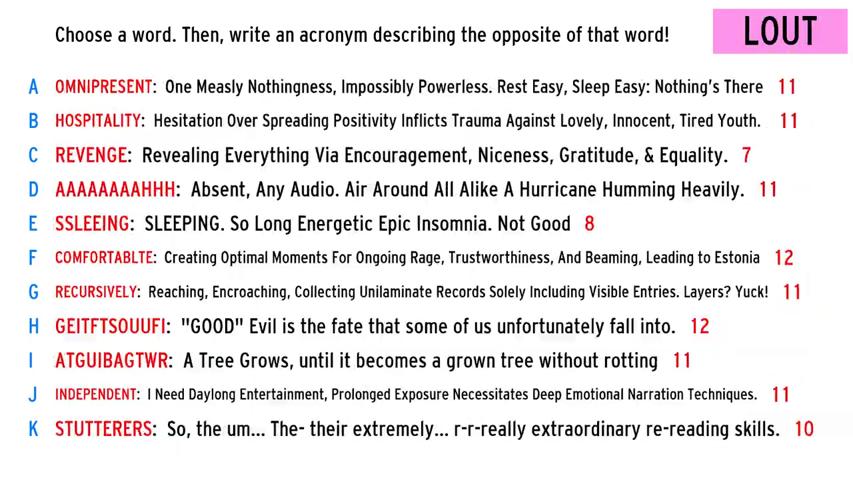 Choose a word. Then, write an acronym describing the opposite of that word!
LOUT
A OMNIPRESENT: One Measly Nothingness, Impossibly Powerless. Rest Easy, Sleep Easy: Nothing's There 11
B HOSPITALITY: Hesitation Over Spreading Positivity Inflicts Trauma Against Lovely, Innocent, Tired Youth. 11
C REVENGE: Revealing Everything Via Encouragement, Niceness, Gratitude, & Equality. 7
D AAAAAAAAHHH: Absent, Any Audio. Air Around All Alike A Hurricane Humming Heavily. 11
E SSLEEING: SLEEPING. So Long Energetic Epic Insomnia. Not Good 8
F COMFORTABLTE: Creating Optimal Moments For Ongoing Rage, Trustworthiness, And Beaming, Leading to Estonia 12
G RECURSIVELY: Reaching, Encroaching, Collecting Unilaminate Records Solely Including Visible Entries. Layers? Yuck! 11
H GEITFTSOUUFI: "GOOD" Evil is the fate that some of us unfortunately fall into. 12
I ATGUIBAGTWR: A Tree Grows, until it becomes a grown tree without rotting 11
J INDEPENDENT: I Need Daylong Entertainment, Prolonged Exposure Necessitates Deep Emotional Narration Techniques. 11
K STUTTERERS: So, the um... The- their extremely... r-r-really extraordinary re-reading skills. 10